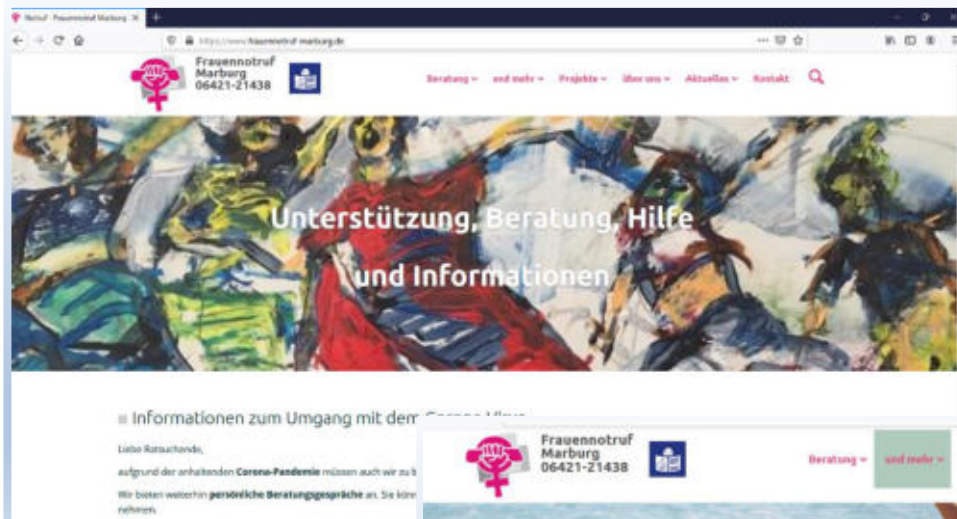 Notruf - Frauennotruf Marburg
https://www.frauennotruf-marburg.de
Frauennotruf
Marburg
06421-21438
Beratung und mehr Projekte über uns Aktuelles Kontakt
Unterstützung, Beratung, Hilfe
und Informationen
Informationen zum Umgang mit dem Corona Virus
Liebe Ratsuchende,
aufgrund der anhaltenden Corona-Pandemie müssen auch wir zu
Wir bieten weiterhin persönliche Beratungsgespräche an. Sie
nehmen.
Frauennotruf
Marburg
06421-21438
Beratung und mehr